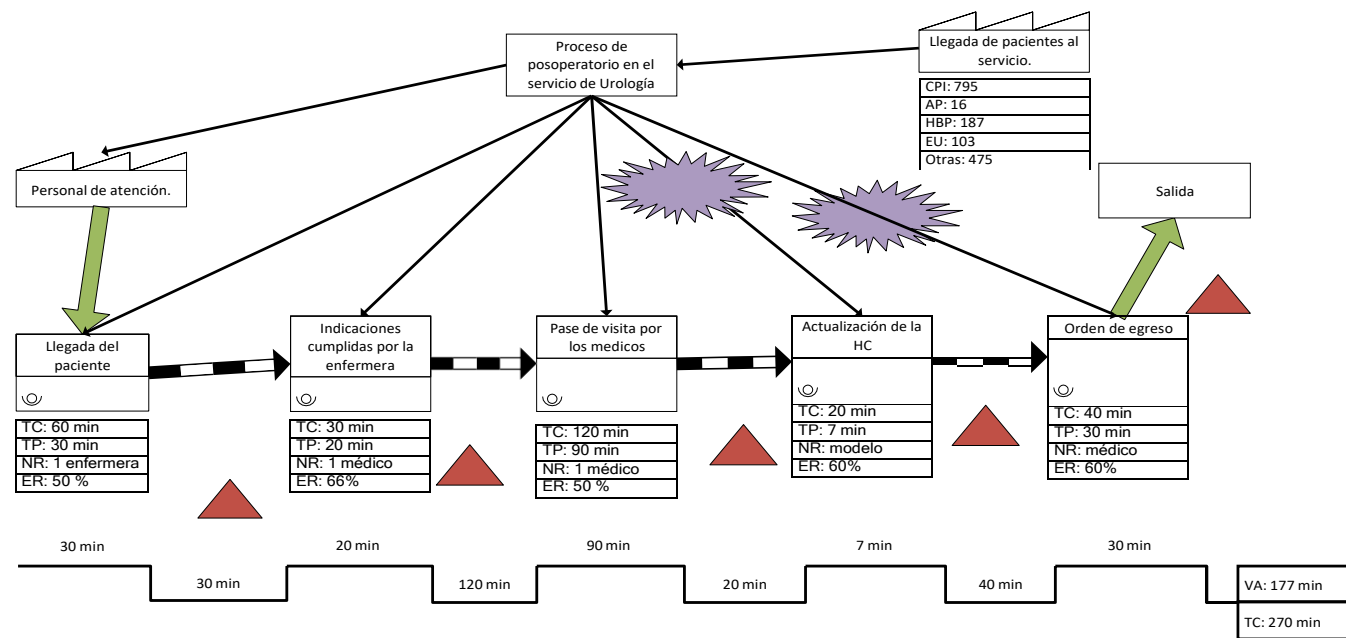 Proceso de
posoperatorio en el
servicio de Urología
Llegada de pacientes al
servicio.
CPI: 795
AP: 16
HBP: 187
EU: 103
Otras: 475
Personal de atención.
Salida
Llegada del
paciente
TC: 60 min
TP: 30 min
NR: 1 enfermera
ER: 50 %
Indicaciones
cumplidas por la
enfermera
TC: 30 min
TP: 20 min
NR: 1 médico
ER: 66%
Pase de visita por
los medicos
TC: 120 min
TP: 90 min
NR: 1 médico
ER: 50 %
Actualización de la
HC
TC: 20 min
TP: 7 min
NR: modelo
ER: 60%
Orden de egreso
TC: 40 min
TP: 30 min
NR: médico
ER: 60%
30 min
20 min
90 min
7 min
30 min
30 min
120 min
20 min
40 min
VA: 177 min
TC: 270 min